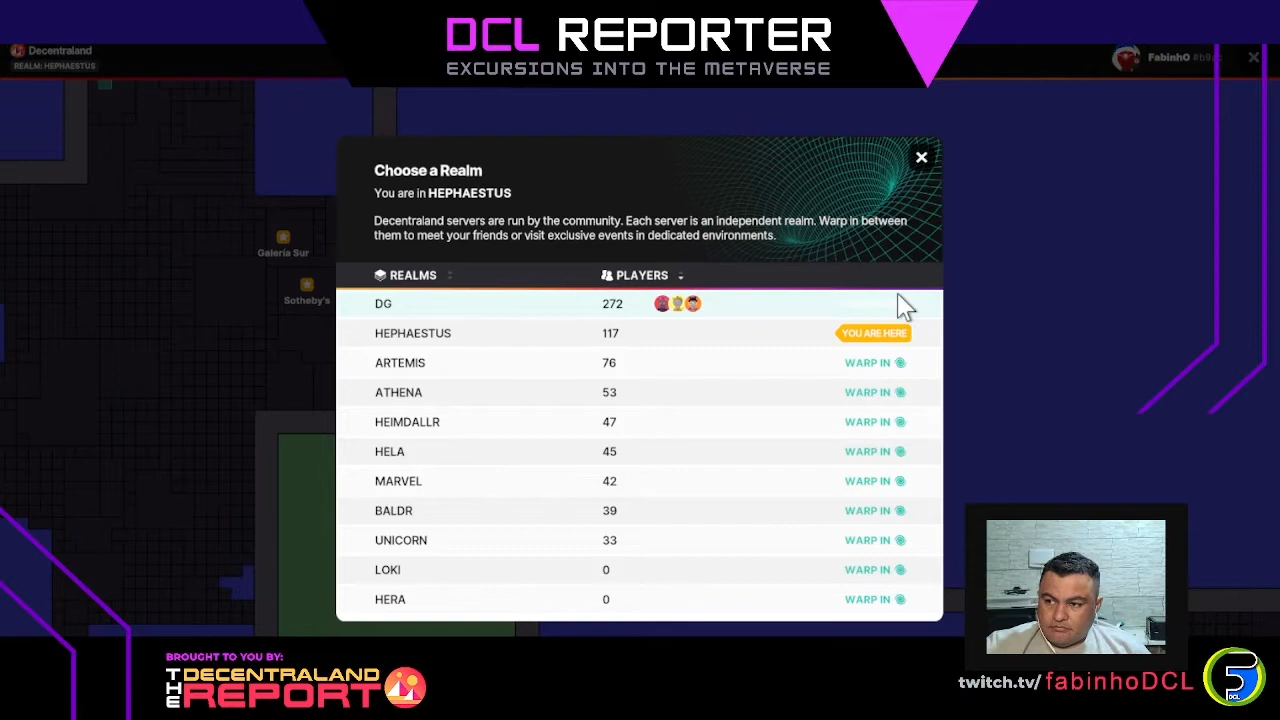 DCL REPORTER
EXCURSIONS INTO THE METAVERSE
Decentraland
REALM: HEPHAESTUS
FabinhO
Choose a Realm
You are in HEPHAESTUS
Decentraland servers are run by the community. Each server is an independent realm. Warp in between
them to meet your friends or visit exclusive events in dedicated environments.
Galería Sur
Sotheby's
REALMS PLAYERS
DG 272
HEPHAESTUS 117 YOU ARE HERE
ARTEMIS 76 WARP IN
ATHENA 53 WARP IN
HEIMDALLR 47 WARP IN
HELA 45 WARP IN
MARVEL 42 WARP IN
BALDR 39 WARP IN
UNICORN 33 WARP IN
LOKI 0 WARP IN
HERA 0 WARP IN
BROUGHT TO YOU BY:
THE DECENTRALAND
REPORT
twitch.tv/fabinhoDCL
DCL